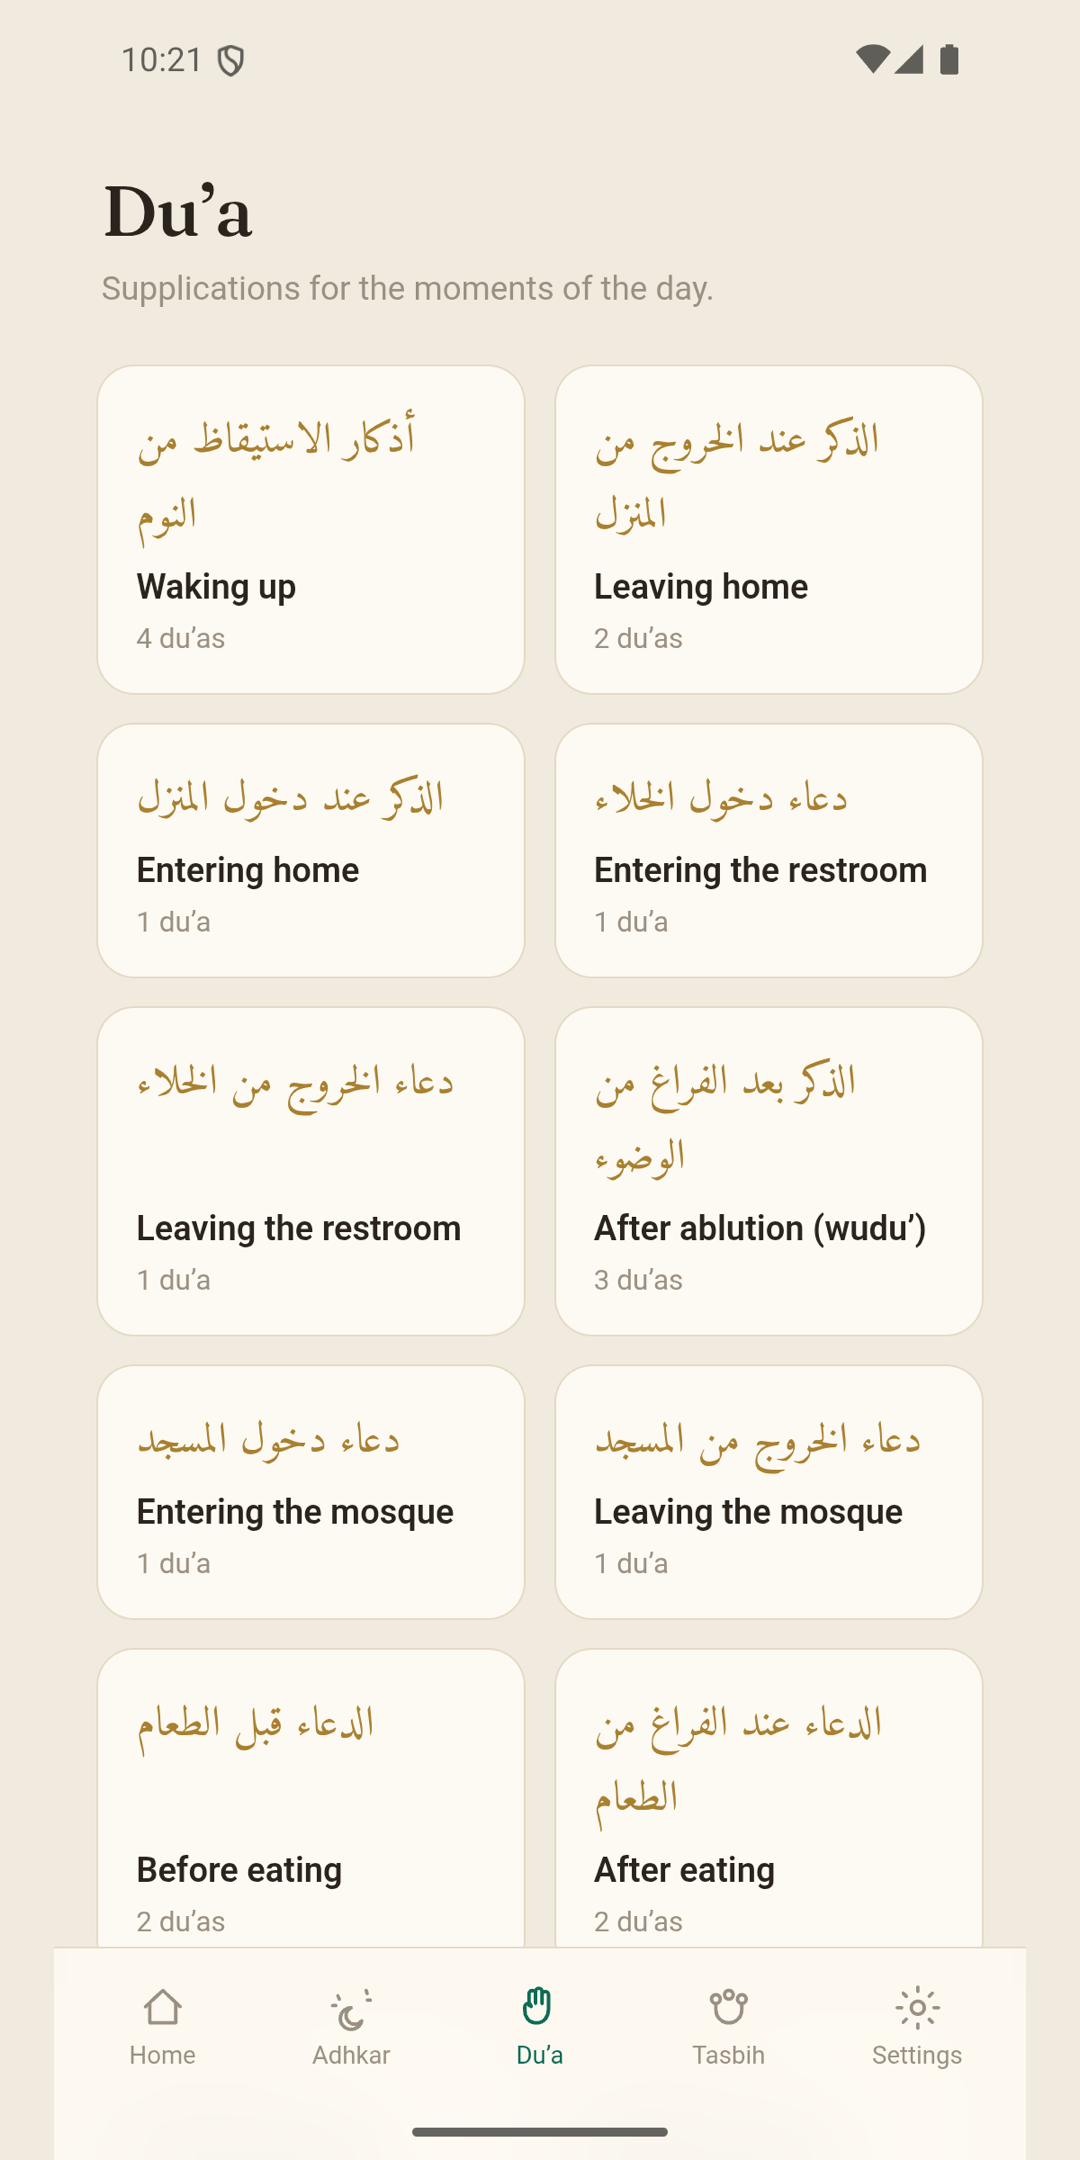 10:21
Du’a
Supplications for the moments of the day.
أذكار الاستيقاظ من
النوم
Waking up
4 du’as
الذكر عند الخروج من
المنزل
Leaving home
2 du’as
الذكر عند دخول المنزل
Entering home
1 du’a
دعاء دخول الخلاء
Entering the restroom
1 du’a
دعاء الخروج من الخلاء
Leaving the restroom
1 du’a
الذكر بعد الفراغ من
الوضوء
After ablution (wudu’)
3 du’as
دعاء دخول المسجد
Entering the mosque
1 du’a
دعاء الخروج من المسجد
Leaving the mosque
1 du’a
الدعاء قبل الطعام
Before eating
2 du’as
الدعاء عند الفراغ من
الطعام
After eating
2 du’as
Home
Adhkar
Du’a
Tasbih
Settings